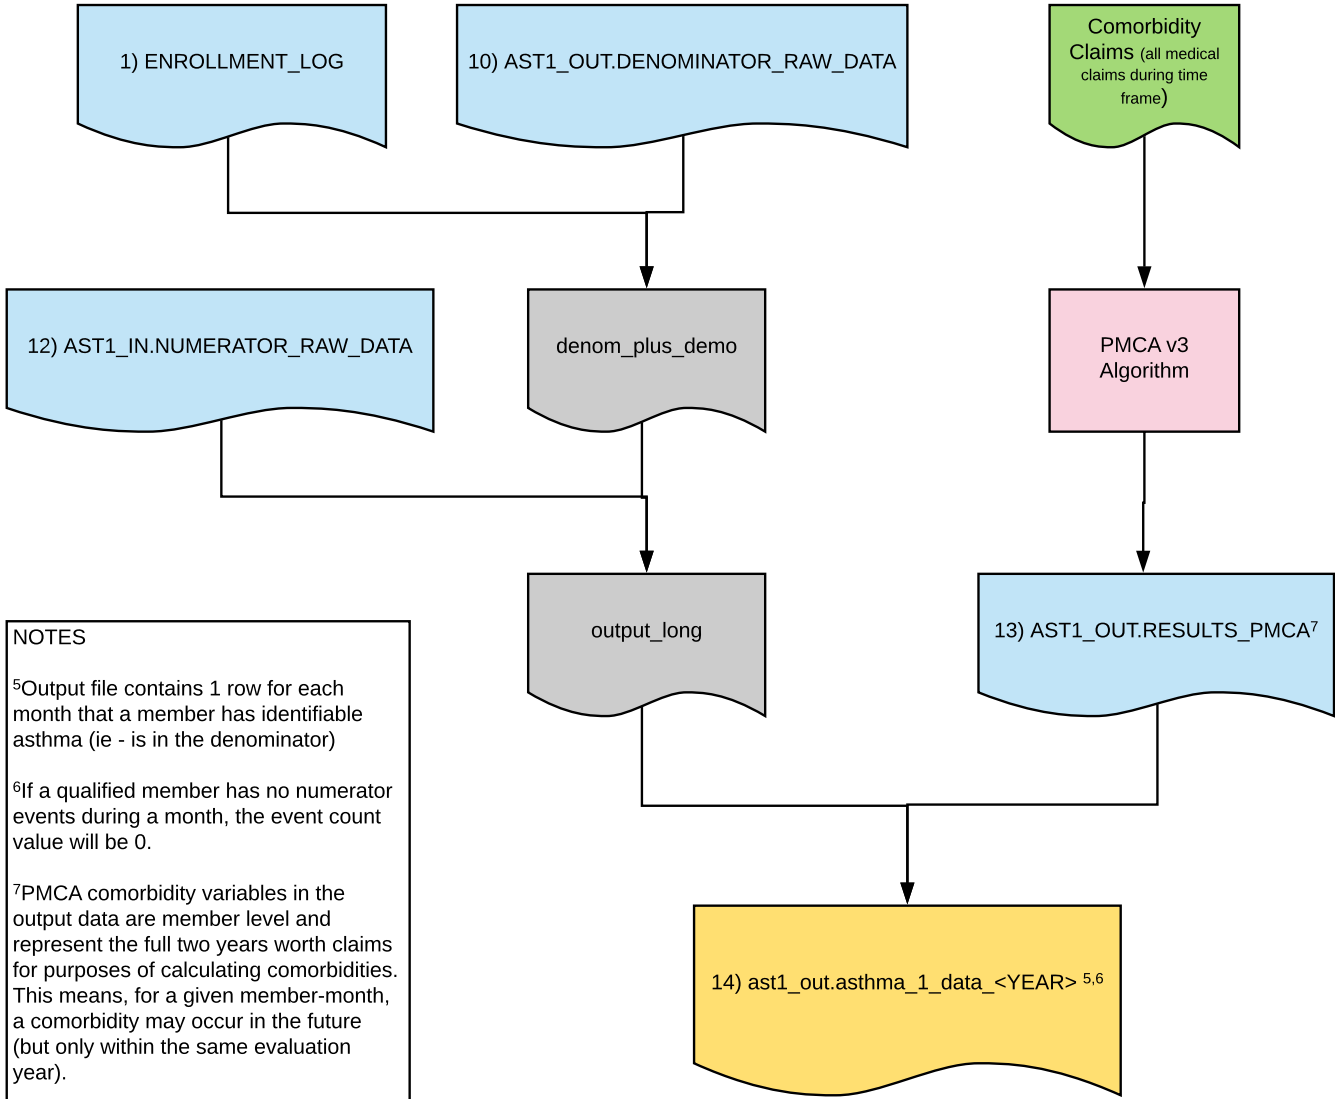 1) ENROLLMENT_LOG
10) AST1_OUT.DENOMINATOR_RAW_DATA
Comorbidity
Claims (all medical
claims during time
frame)
12) AST1_IN.NUMERATOR_RAW_DATA
denom_plus_demo
PMCA v3
Algorithm
output_long
13) AST1_OUT.RESULTS_PMCA⁷
NOTES
⁵Output file contains 1 row for each
month that a member has identifiable
asthma (ie - is in the denominator)
⁶If a qualified member has no numerator
events during a month, the event count
value will be 0.
⁷PMCA comorbidity variables in the
output data are member level and
represent the full two years worth claims
for purposes of calculating comorbidities.
This means, for a given member-month,
a comorbidity may occur in the future
(but only within the same evaluation
year).
14) ast1_out.asthma_1_data_<YEAR> ⁵,⁶